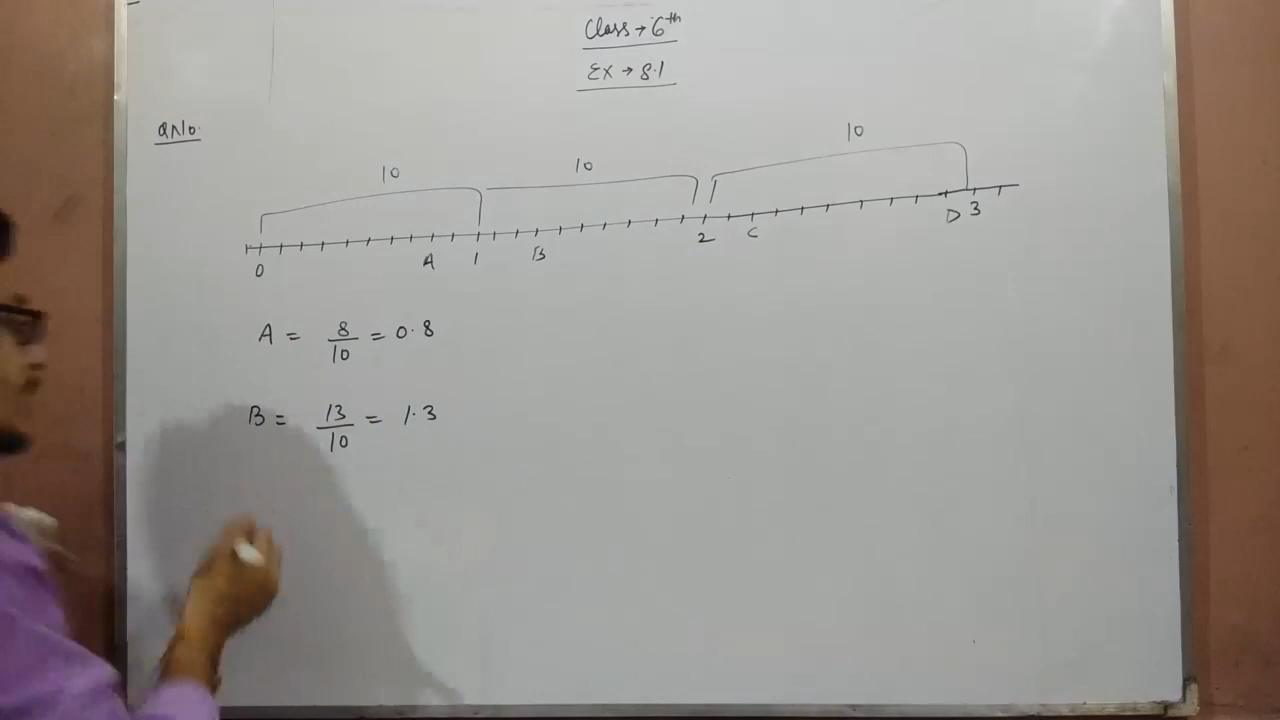 Class → 6th
Ex → 8.1
QNo.
10 10 10
0 A 1 B 2 C D 3
A = 8/10 = 0.8
B = 13/10 = 1.3